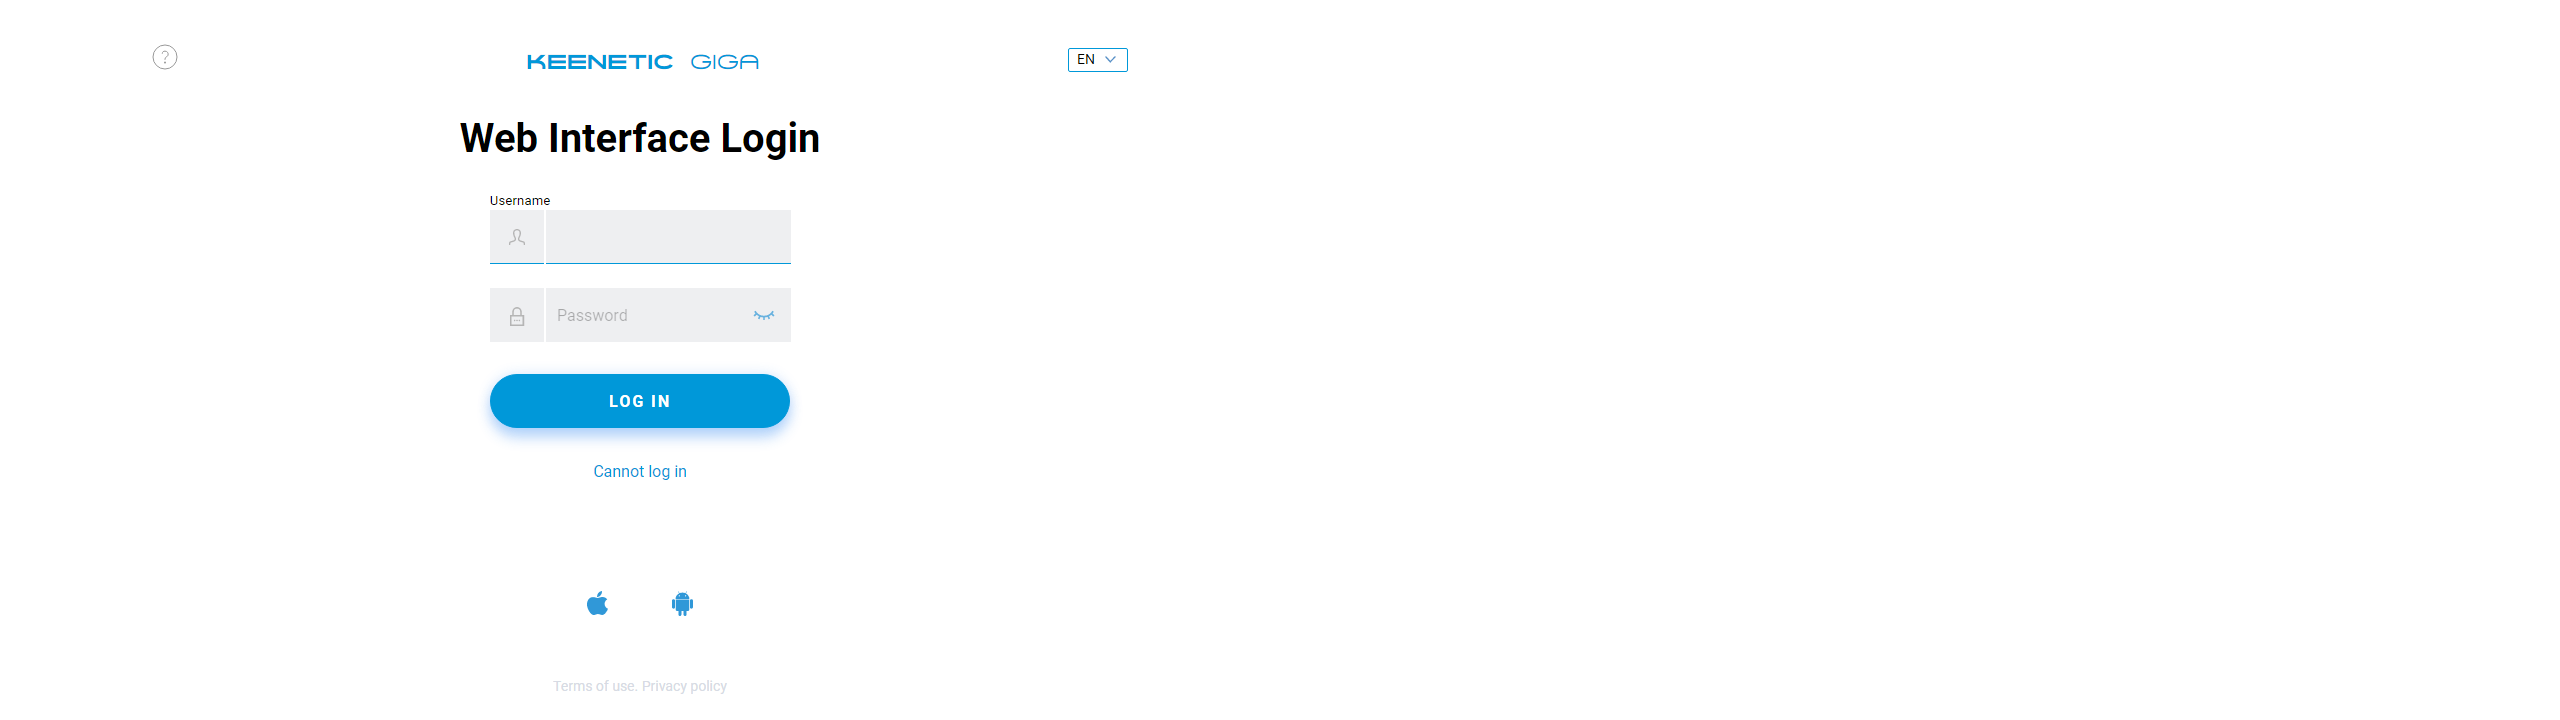 KEENETIC GIGA
EN
Web Interface Login
Username
Password
LOG IN
Cannot log in
Terms of use. Privacy policy